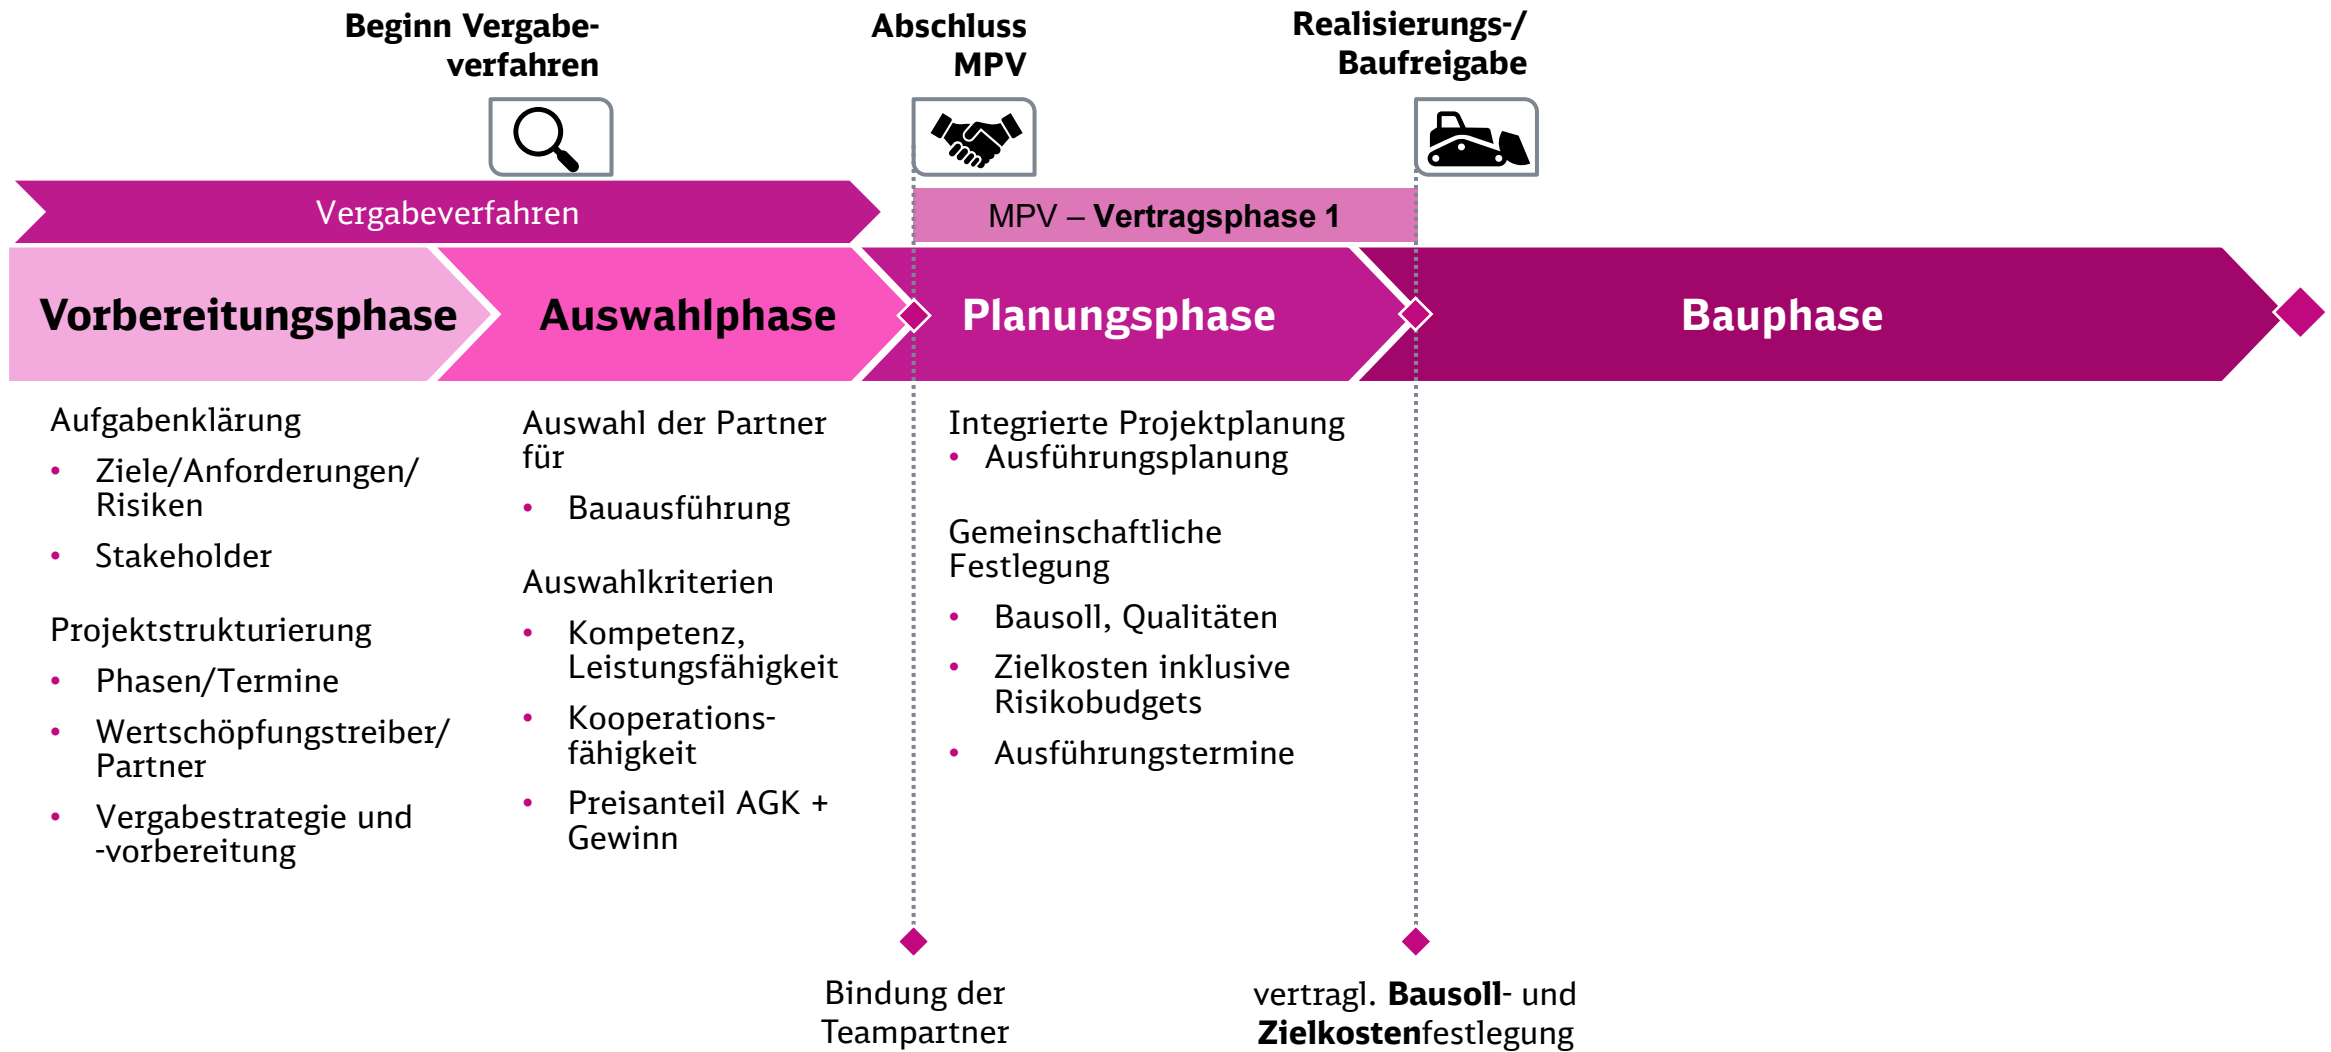 Beginn Vergabe-
verfahren
Abschluss
MPV
Realisierungs-/
Baufreigabe
Vergabeverfahren
MPV – Vertragsphase 1
Vorbereitungsphase
Auswahlphase
Planungsphase
Bauphase
Aufgabenklärung
• Ziele/Anforderungen/
Risiken
• Stakeholder
Projektstrukturierung
• Phasen/Termine
• Wertschöpfungstreiber/
Partner
• Vergabestrategie und
-vorbereitung
Auswahl der Partner
für
• Bauausführung
Auswahlkriterien
• Kompetenz,
Leistungsfähigkeit
• Kooperations-
fähigkeit
• Preisanteil AGK +
Gewinn
Integrierte Projektplanung
• Ausführungsplanung
Gemeinschaftliche
Festlegung
• Bausoll, Qualitäten
• Zielkosten inklusive
Risikobudgets
• Ausführungstermine
Bindung der
Teampartner
vertragl. Bausoll- und
Zielkostenfestlegung